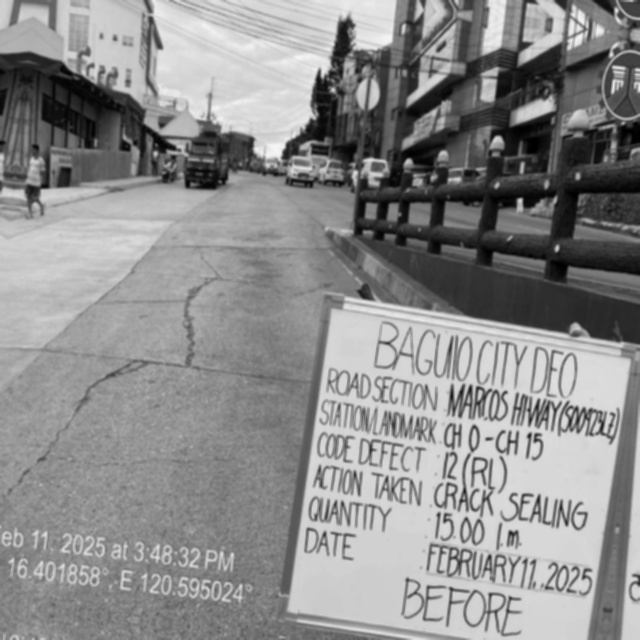 BAGUIO CITY DEO
ROAD SECTION : MARCOS HIWAY (S00923LZ)
STATION/LANDMARK : CH 0 - CH 15
CODE DEFECT : 12 (RL)
ACTION TAKEN : CRACK SEALING
QUANTITY : 15.00 l.m.
DATE : FEBRUARY 11, 2025
BEFORE
eb 11, 2025 at 3:48:32 PM
16.401858°, E 120.595024°